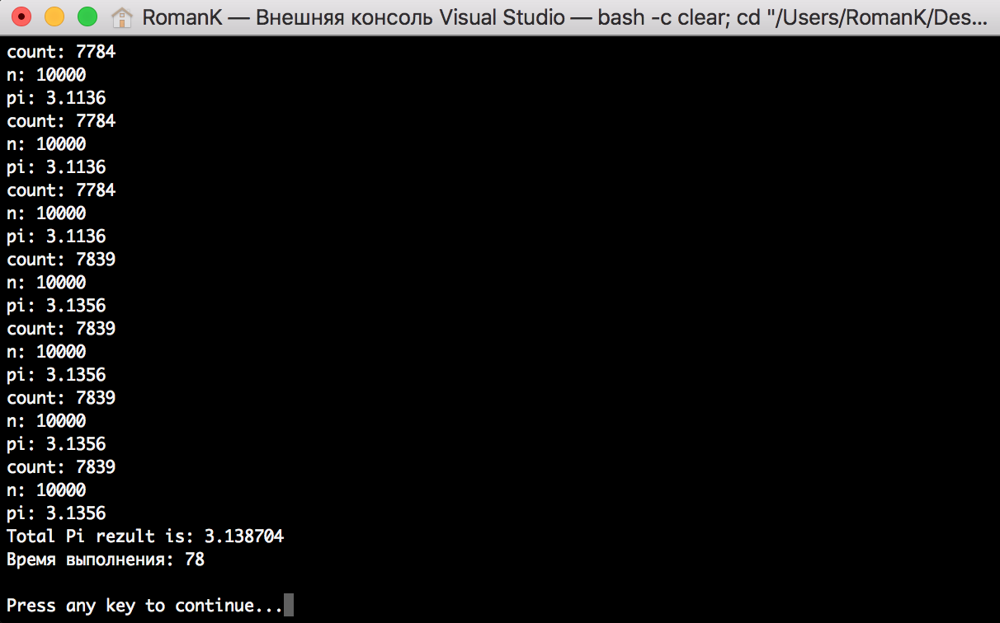 RomanK — Внешняя консоль Visual Studio — bash -c clear; cd "/Users/RomanK/Des...
count: 7784
n: 10000
pi: 3.1136
count: 7784
n: 10000
pi: 3.1136
count: 7784
n: 10000
pi: 3.1136
count: 7839
n: 10000
pi: 3.1356
count: 7839
n: 10000
pi: 3.1356
count: 7839
n: 10000
pi: 3.1356
count: 7839
n: 10000
pi: 3.1356
Total Pi rezult is: 3.138704
Время выполнения: 78
Press any key to continue...